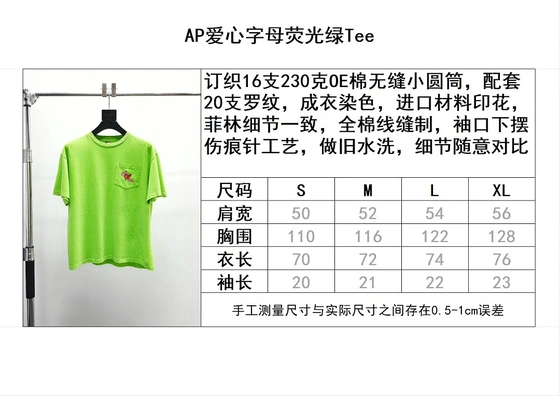 AP爱心字母荧光绿Tee
订织16支230克OE棉无缝小圆筒，配套
20支罗纹，成衣染色，进口材料印花，
菲林细节一致，全棉线缝制，袖口下摆
伤痕针工艺，做旧水洗，细节随意对比
尺码 S M L XL
肩宽 50 52 54 56
胸围 110 116 122 128
衣长 70 72 74 76
袖长 20 21 22 23
手工测量尺寸与实际尺寸之间存在0.5-1cm误差